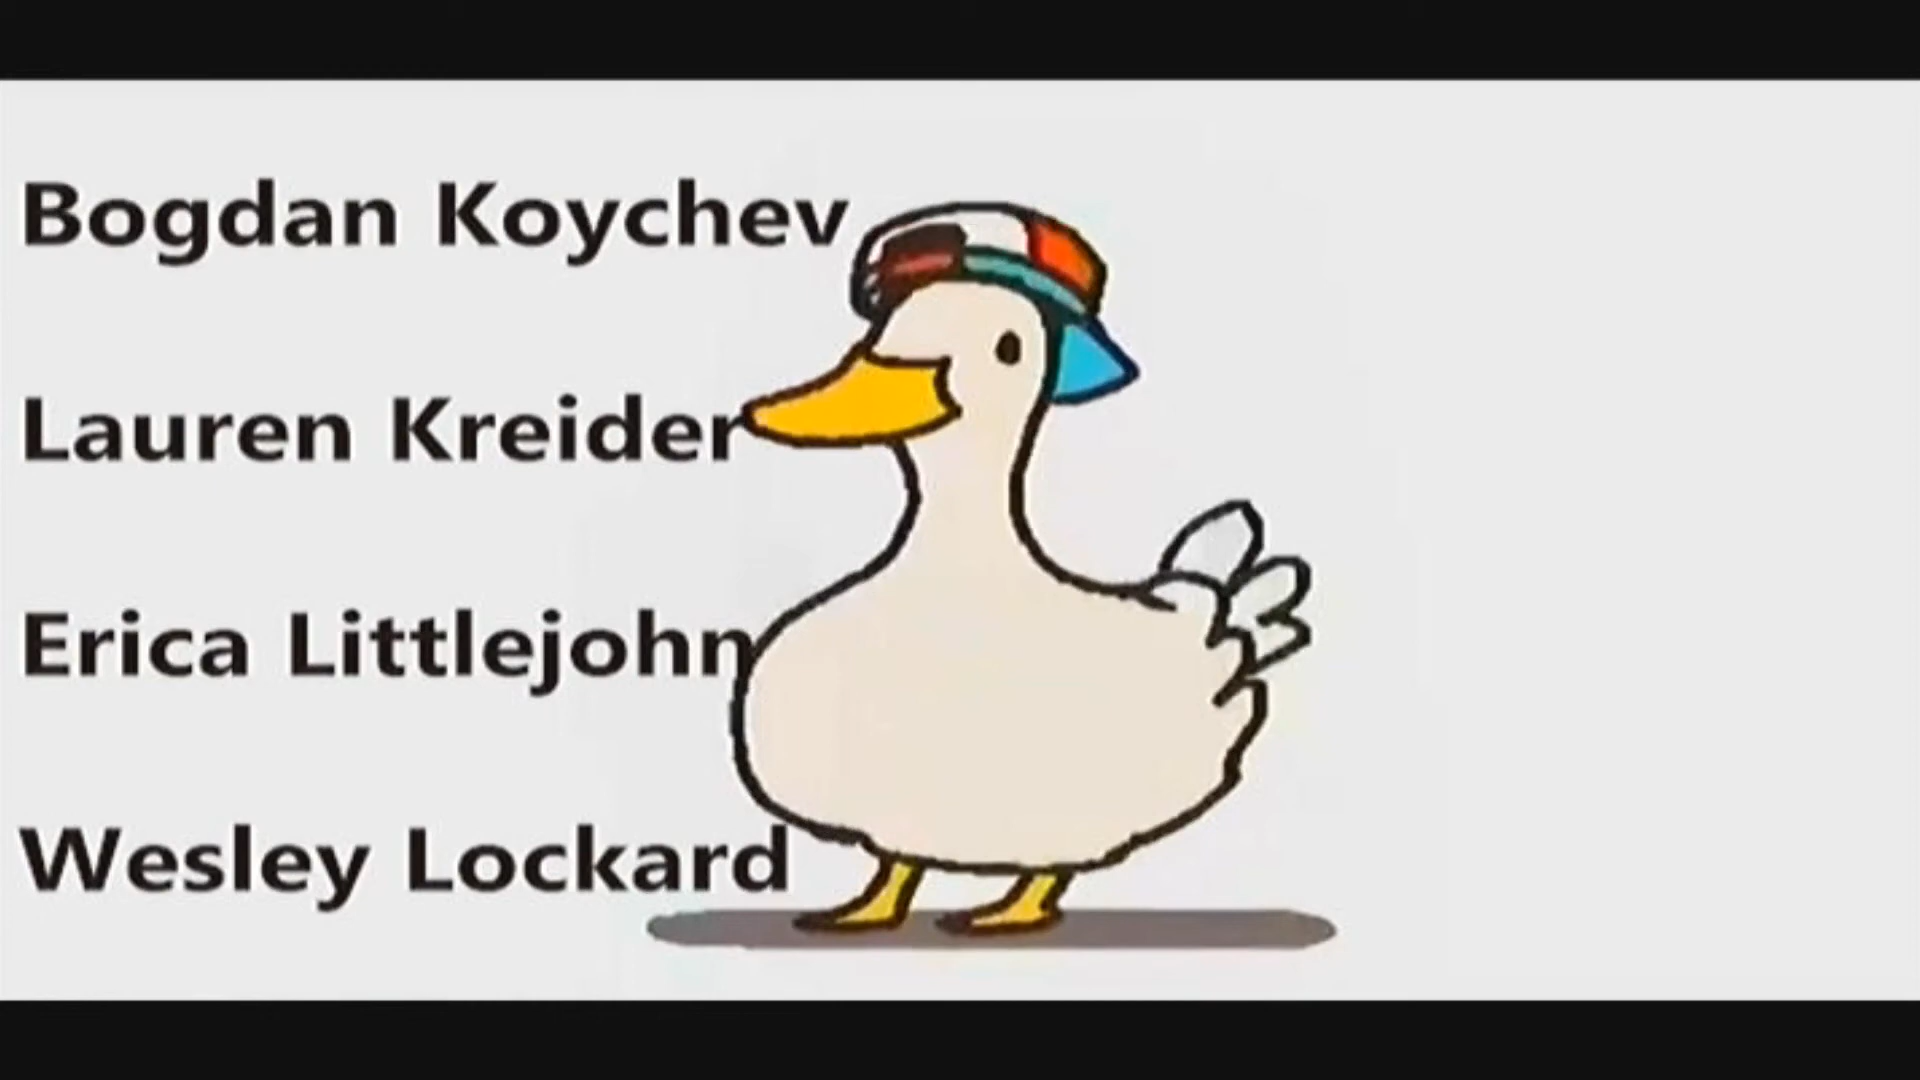 Bogdan Koychev
Lauren Kreider
Erica Littlejohn
Wesley Lockard